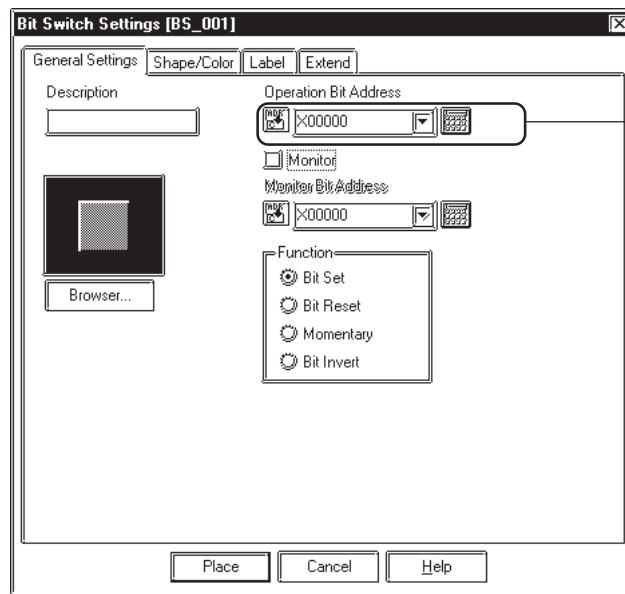 Bit Switch Settings [BS_001]
General Settings Shape/Color Label Extend
Description
Operation Bit Address
X00000
Monitor
Monitor Bit Address
X00000
Browser...
Function
Bit Set
Bit Reset
Momentary
Bit Invert
Place Cancel Help